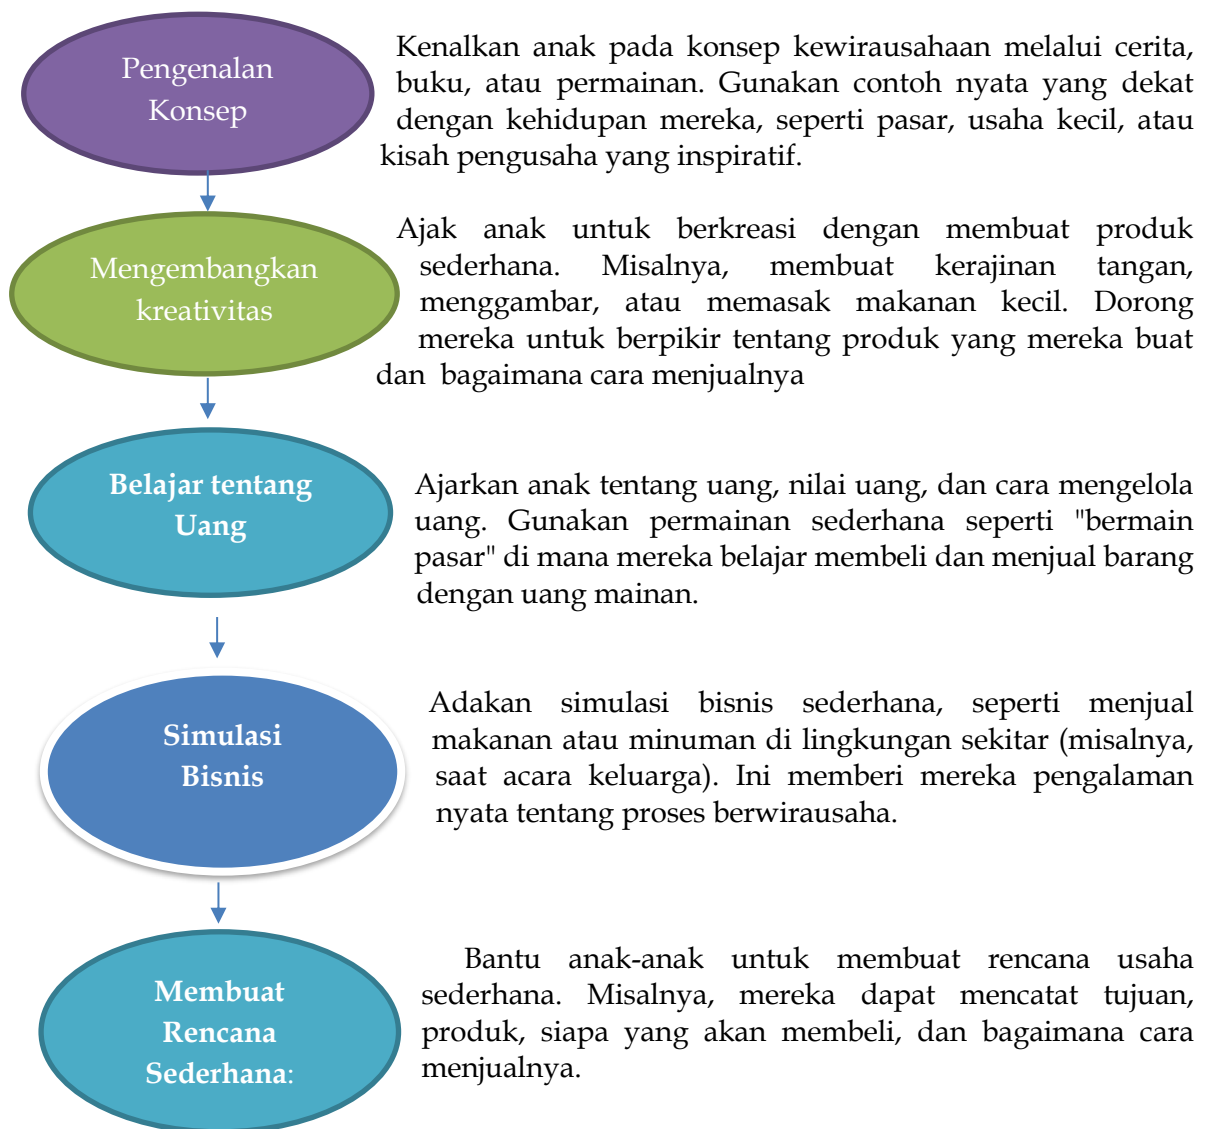 Pengenalan
Konsep
Kenalkan anak pada konsep kewirausahaan melalui cerita,
buku, atau permainan. Gunakan contoh nyata yang dekat
dengan kehidupan mereka, seperti pasar, usaha kecil, atau
kisah pengusaha yang inspiratif.
Mengembangkan
kreativitas
Ajak anak untuk berkreasi dengan membuat produk
sederhana. Misalnya, membuat kerajinan tangan,
menggambar, atau memasak makanan kecil. Dorong
mereka untuk berpikir tentang produk yang mereka buat
dan bagaimana cara menjualnya
Belajar tentang
Uang
Ajarkan anak tentang uang, nilai uang, dan cara mengelola
uang. Gunakan permainan sederhana seperti "bermain
pasar" di mana mereka belajar membeli dan menjual barang
dengan uang mainan.
Simulasi
Bisnis
Adakan simulasi bisnis sederhana, seperti menjual
makanan atau minuman di lingkungan sekitar (misalnya,
saat acara keluarga). Ini memberi mereka pengalaman
nyata tentang proses berwirausaha.
Membuat
Rencana
Sederhana:
Bantu anak-anak untuk membuat rencana usaha
sederhana. Misalnya, mereka dapat mencatat tujuan,
produk, siapa yang akan membeli, dan bagaimana cara
menjualnya.